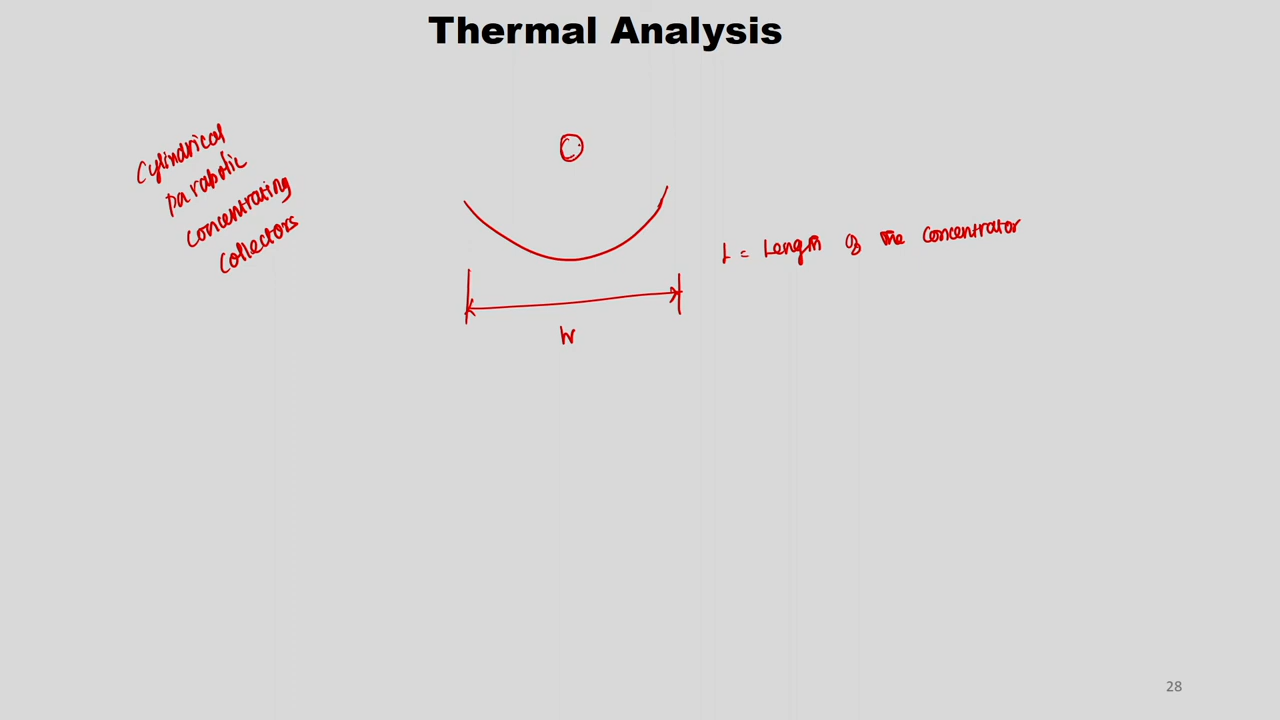 Thermal Analysis
Cylindrical
parabolic
concentrating
collectors
L = Length of the concentrator
W
28